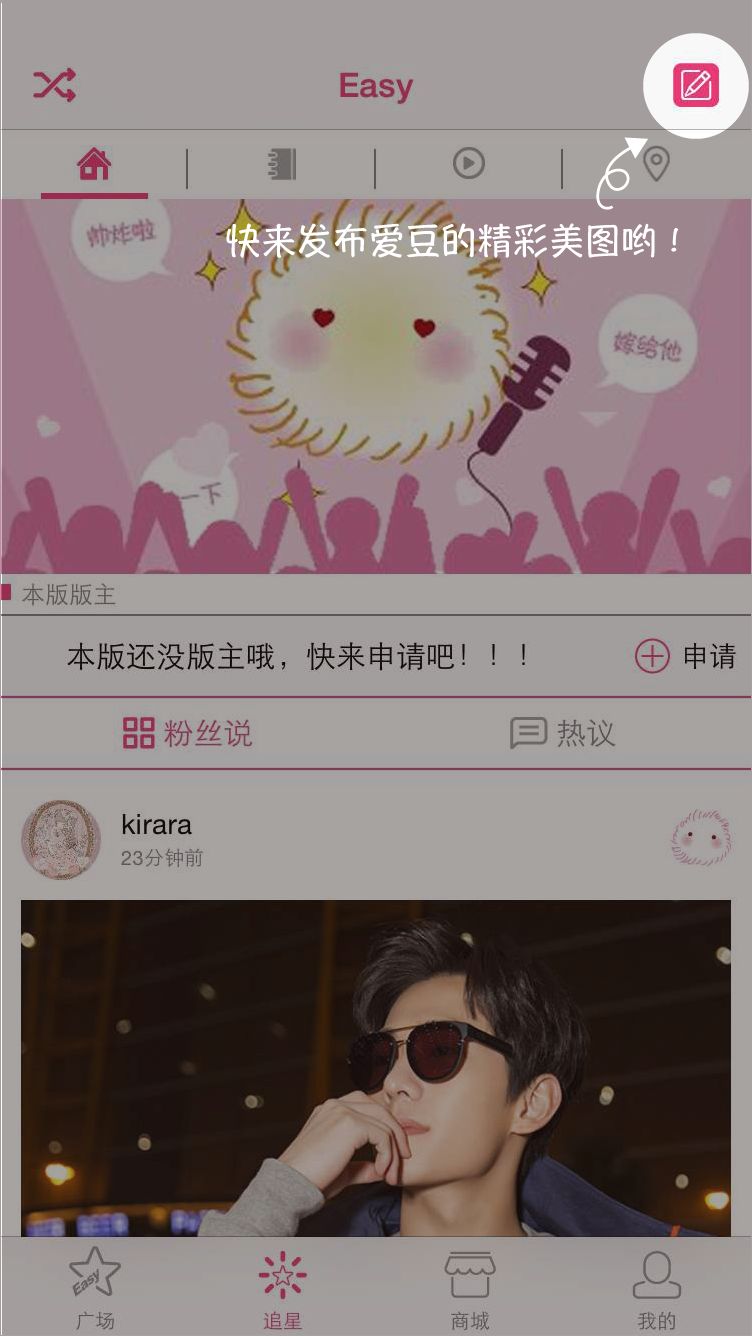 Easy
快来发布爱豆的精彩美图哟！
帅炸啦
嫁给他
一下
本版版主
本版还没版主哦，快来申请吧！！！
申请
粉丝说
热议
kirara
23分钟前
Easy
广场
追星
商城
我的